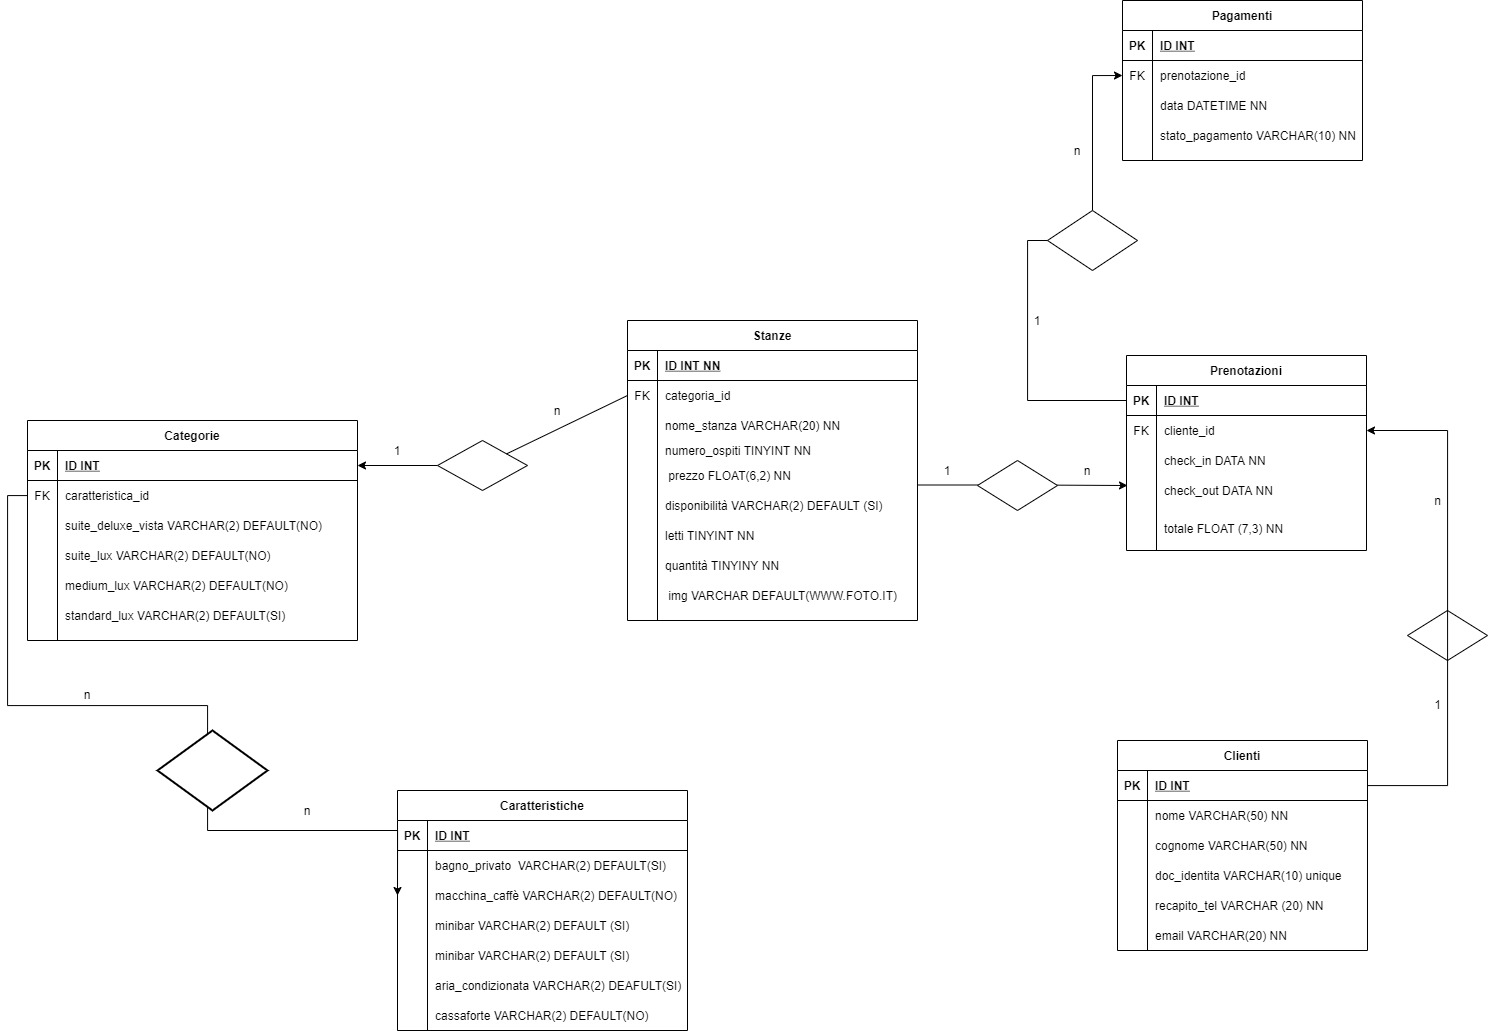 Pagamenti
PK ID INT
FK prenotazione_id
data DATETIME NN
stato_pagamento VARCHAR(10) NN
n
1
Stanze
PK ID INT NN
FK categoria_id
nome_stanza VARCHAR(20) NN
numero_ospiti TINYINT NN
prezzo FLOAT(6,2) NN
disponibilità VARCHAR(2) DEFAULT (SI)
letti TINYINT NN
quantità TINYINY NN
img VARCHAR DEFAULT(WWW.FOTO.IT)
Prenotazioni
PK ID INT
FK cliente_id
check_in DATA NN
check_out DATA NN
totale FLOAT (7,3) NN
n
1
1
n
Categorie
PK ID INT
FK caratteristica_id
suite_deluxe_vista VARCHAR(2) DEFAULT(NO)
suite_lux VARCHAR(2) DEFAULT(NO)
medium_lux VARCHAR(2) DEFAULT(NO)
standard_lux VARCHAR(2) DEFAULT(SI)
n
1
n
n
Caratteristiche
PK ID INT
bagno_privato VARCHAR(2) DEFAULT(SI)
macchina_caffè VARCHAR(2) DEFAULT(NO)
minibar VARCHAR(2) DEFAULT (SI)
minibar VARCHAR(2) DEFAULT (SI)
aria_condizionata VARCHAR(2) DEAFULT(SI)
cassaforte VARCHAR(2) DEFAULT(NO)
Clienti
PK ID INT
nome VARCHAR(50) NN
cognome VARCHAR(50) NN
doc_identita VARCHAR(10) unique
recapito_tel VARCHAR (20) NN
email VARCHAR(20) NN